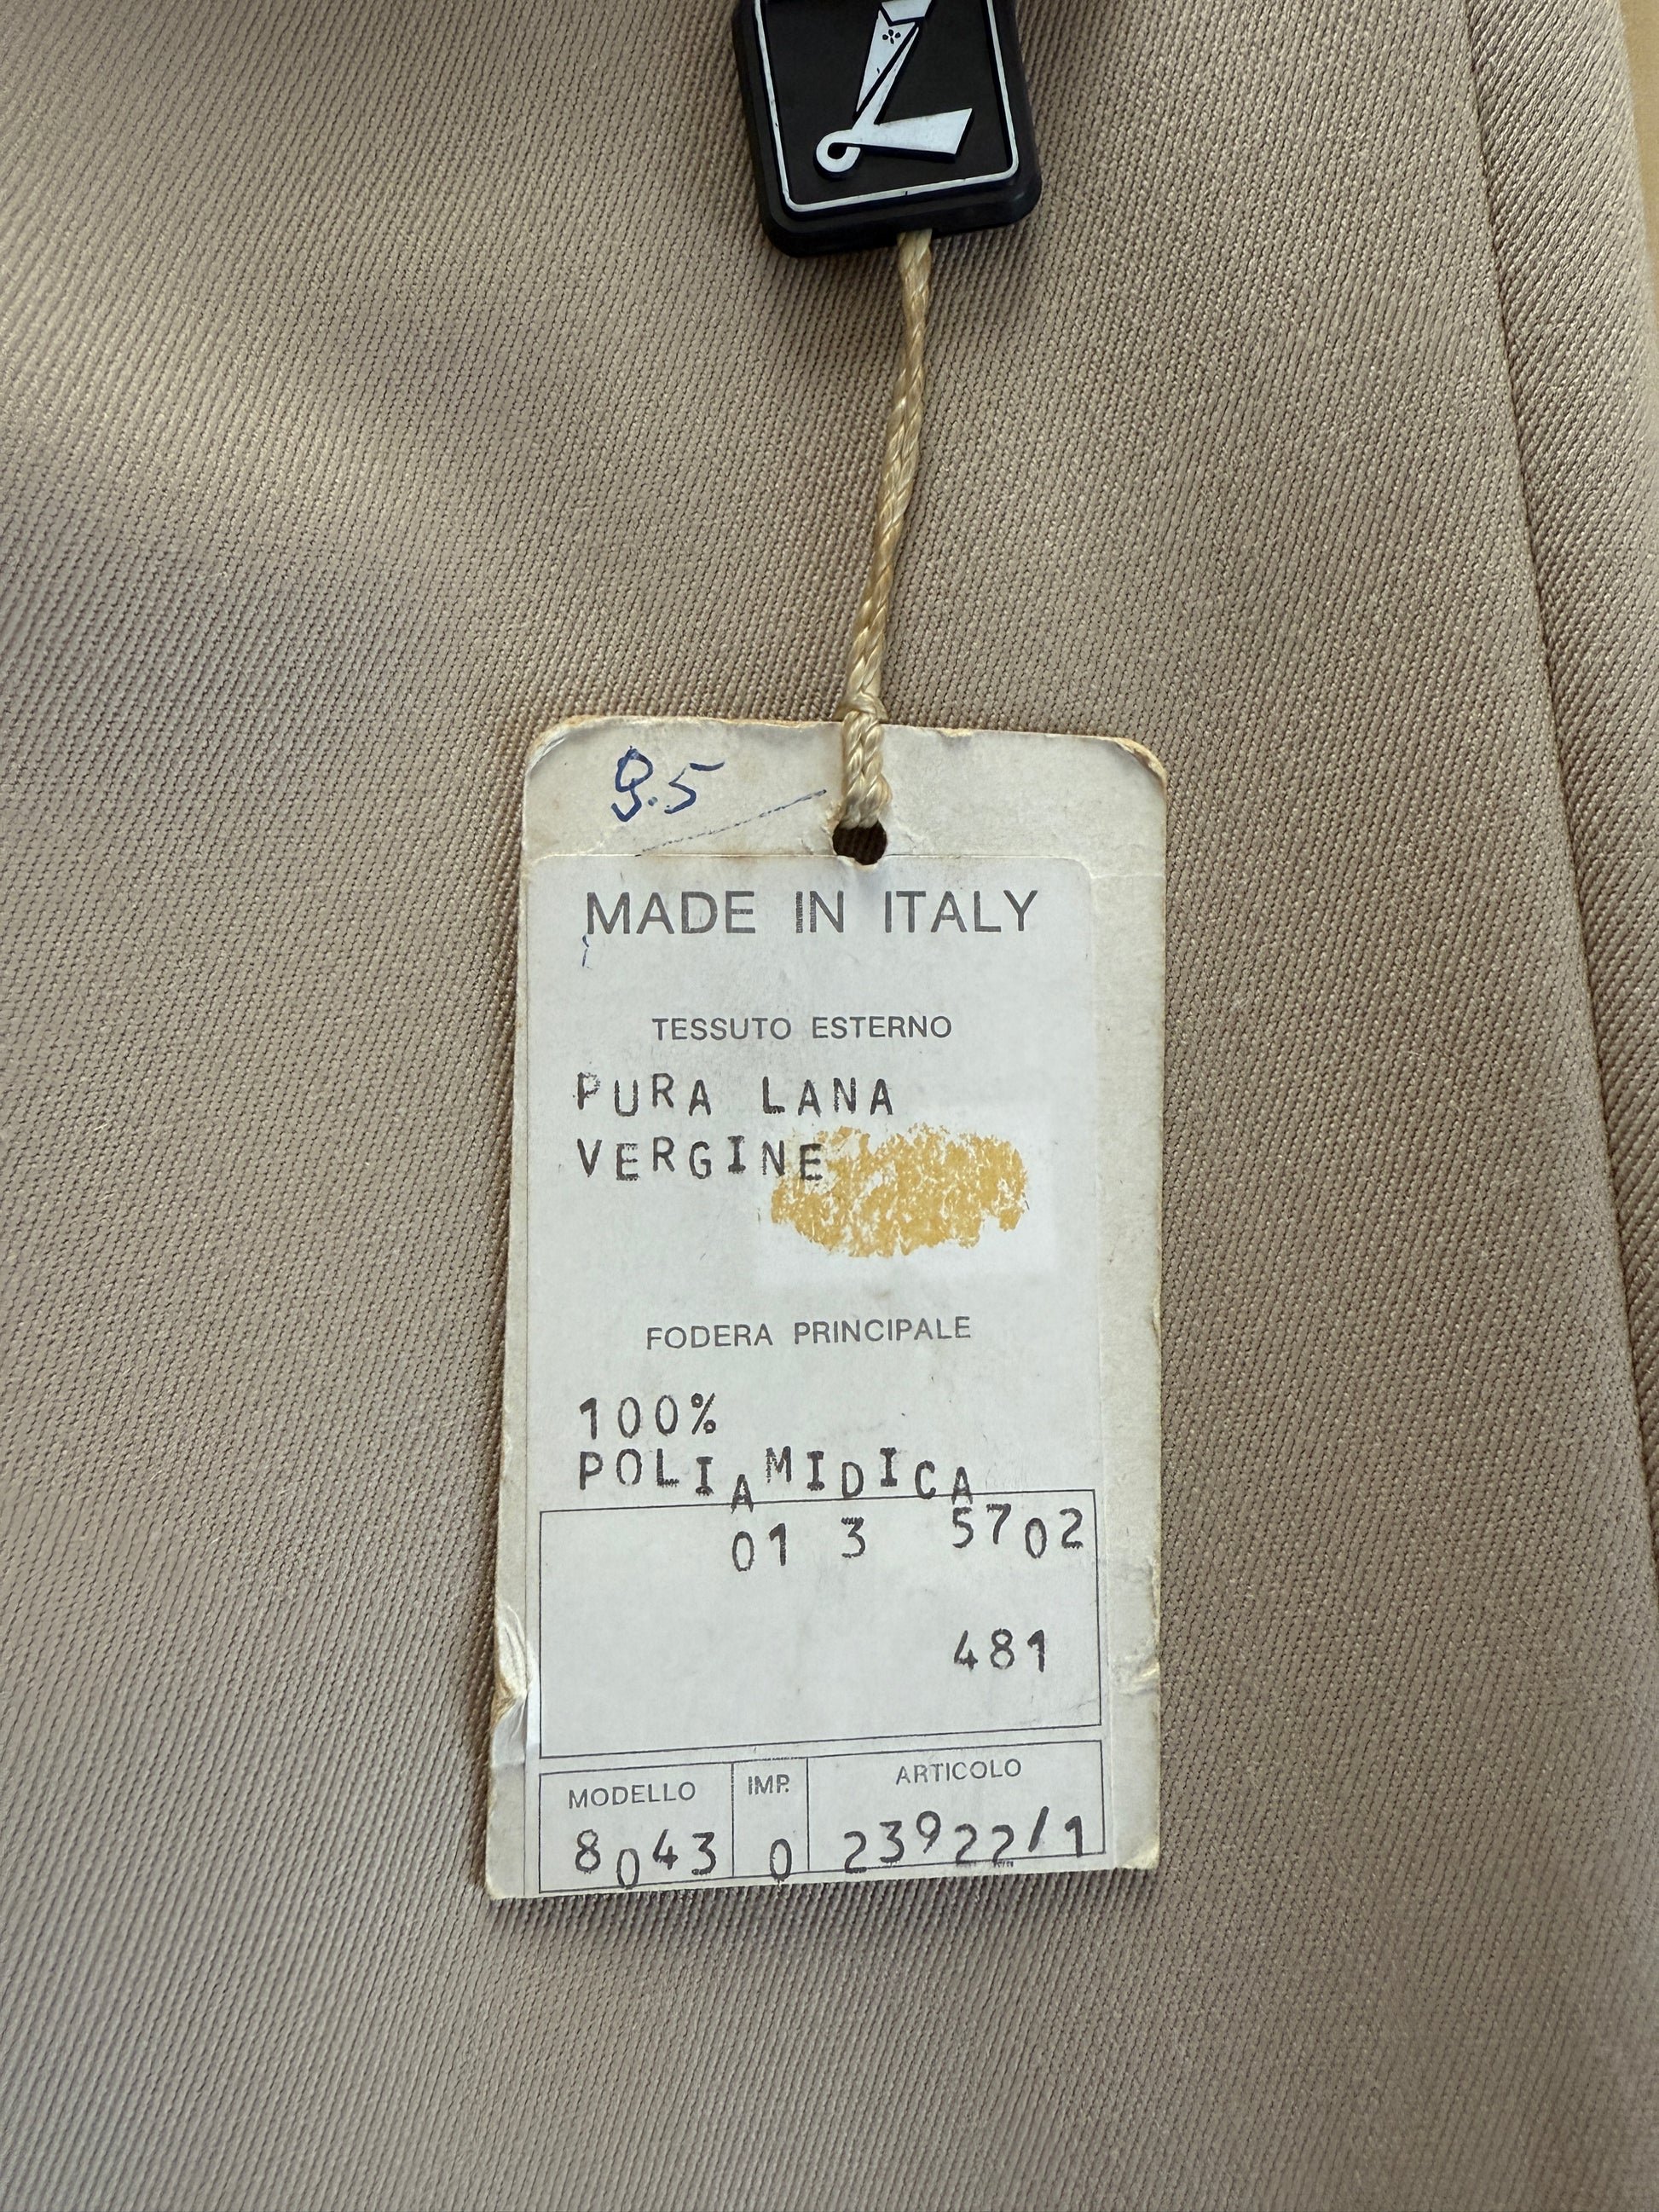 9.5
MADE IN ITALY
TESSUTO ESTERNO
PURA LANA
VERGINE
FODERA PRINCIPALE
100%
POLIAMIDICA
01 3 5702
481
MODELLO IMP. ARTICOLO
8043 0 23922/1